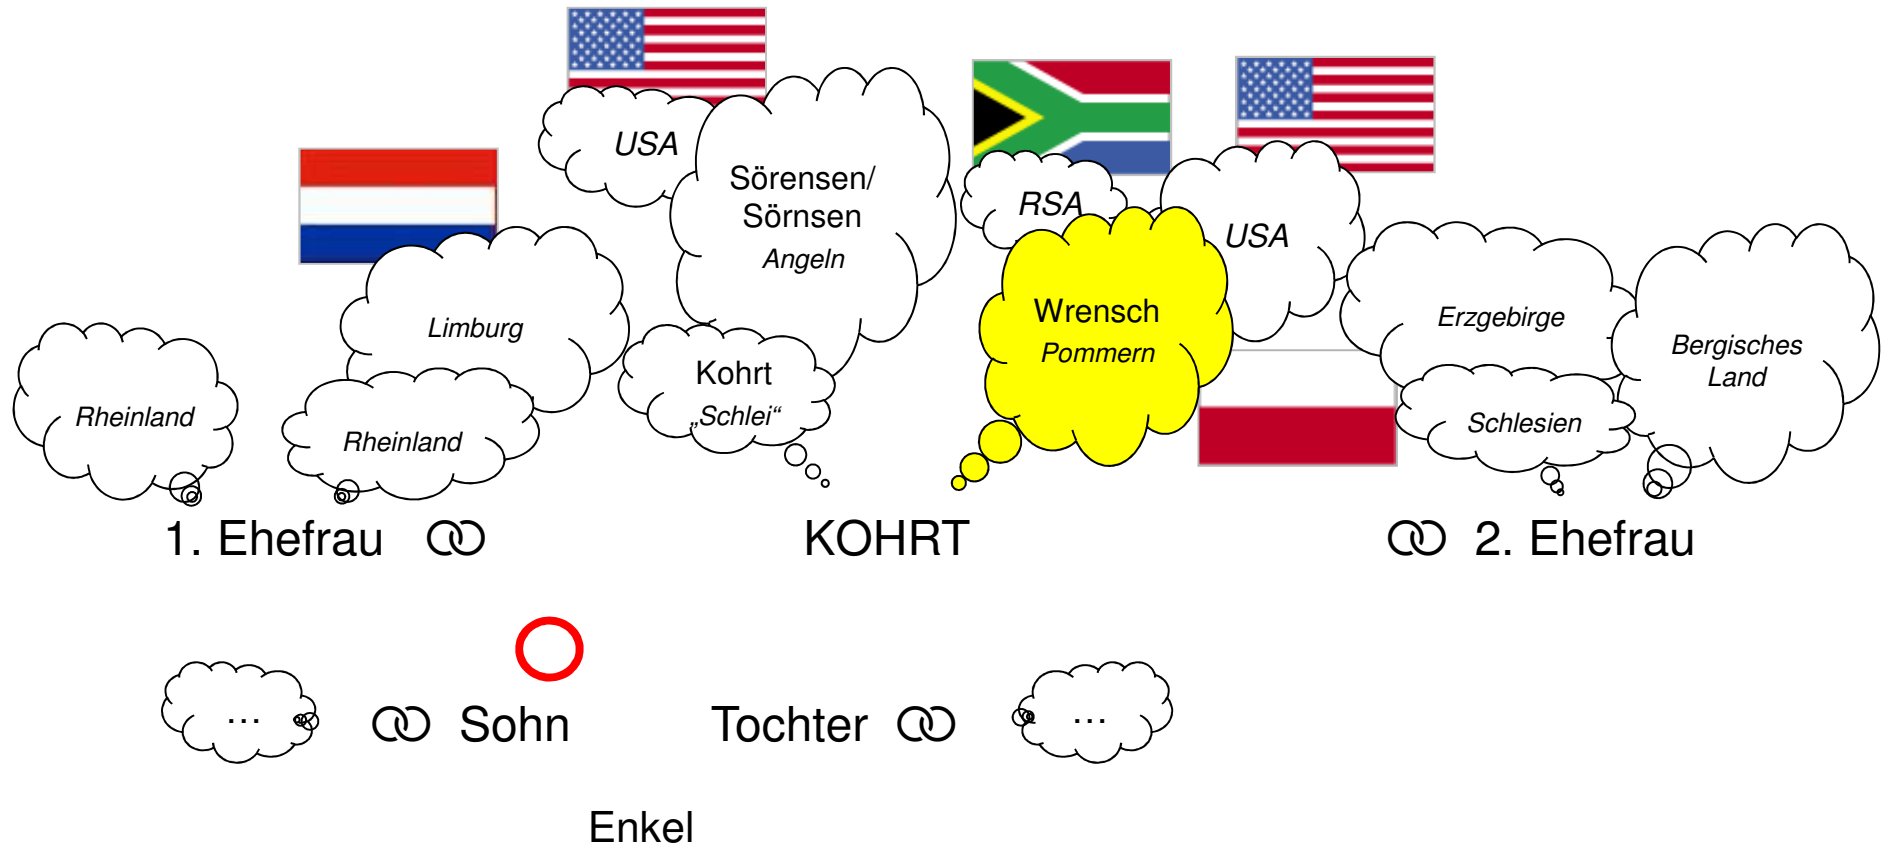 USA
Sörensen/
Sörnsen
Angeln
RSA
USA
Limburg
Wrensch
Pommern
Erzgebirge
Bergisches
Land
Rheinland
Rheinland
Kohrt
„Schlei“
Schlesien
1. Ehefrau
KOHRT
2. Ehefrau
...
Sohn
Tochter
...
Enkel